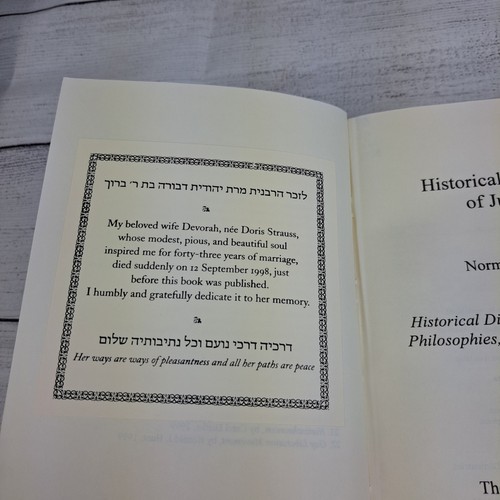 לזכר הרבנית מרת יהודית דבורה בת ר׳ ברוך
My beloved wife Devorah, née Doris Strauss,
whose modest, pious, and beautiful soul
inspired me for forty-three years of marriage,
died suddenly on 12 September 1998, just
before this book was published.
I humbly and gratefully dedicate it to her memory.
דרכיה דרכי נועם וכל נתיבותיה שלום
Her ways are ways of pleasantness and all her paths are peace
Historical
of Ju
Norm
Historical Di
Philosophies,
Th